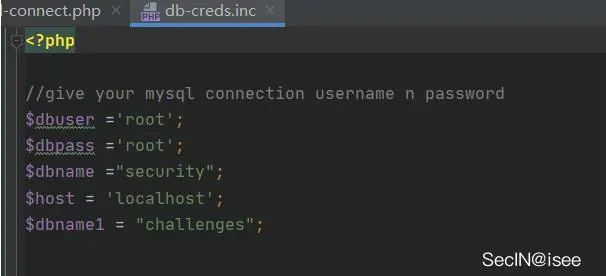 l-connect.php × PHP db-creds.inc ×
<?php
//give your mysql connection username n password
$dbuser ='root';
$dbpass ='root';
$dbname ="security";
$host = 'localhost';
$dbname1 = "challenges";
SecIN@isee